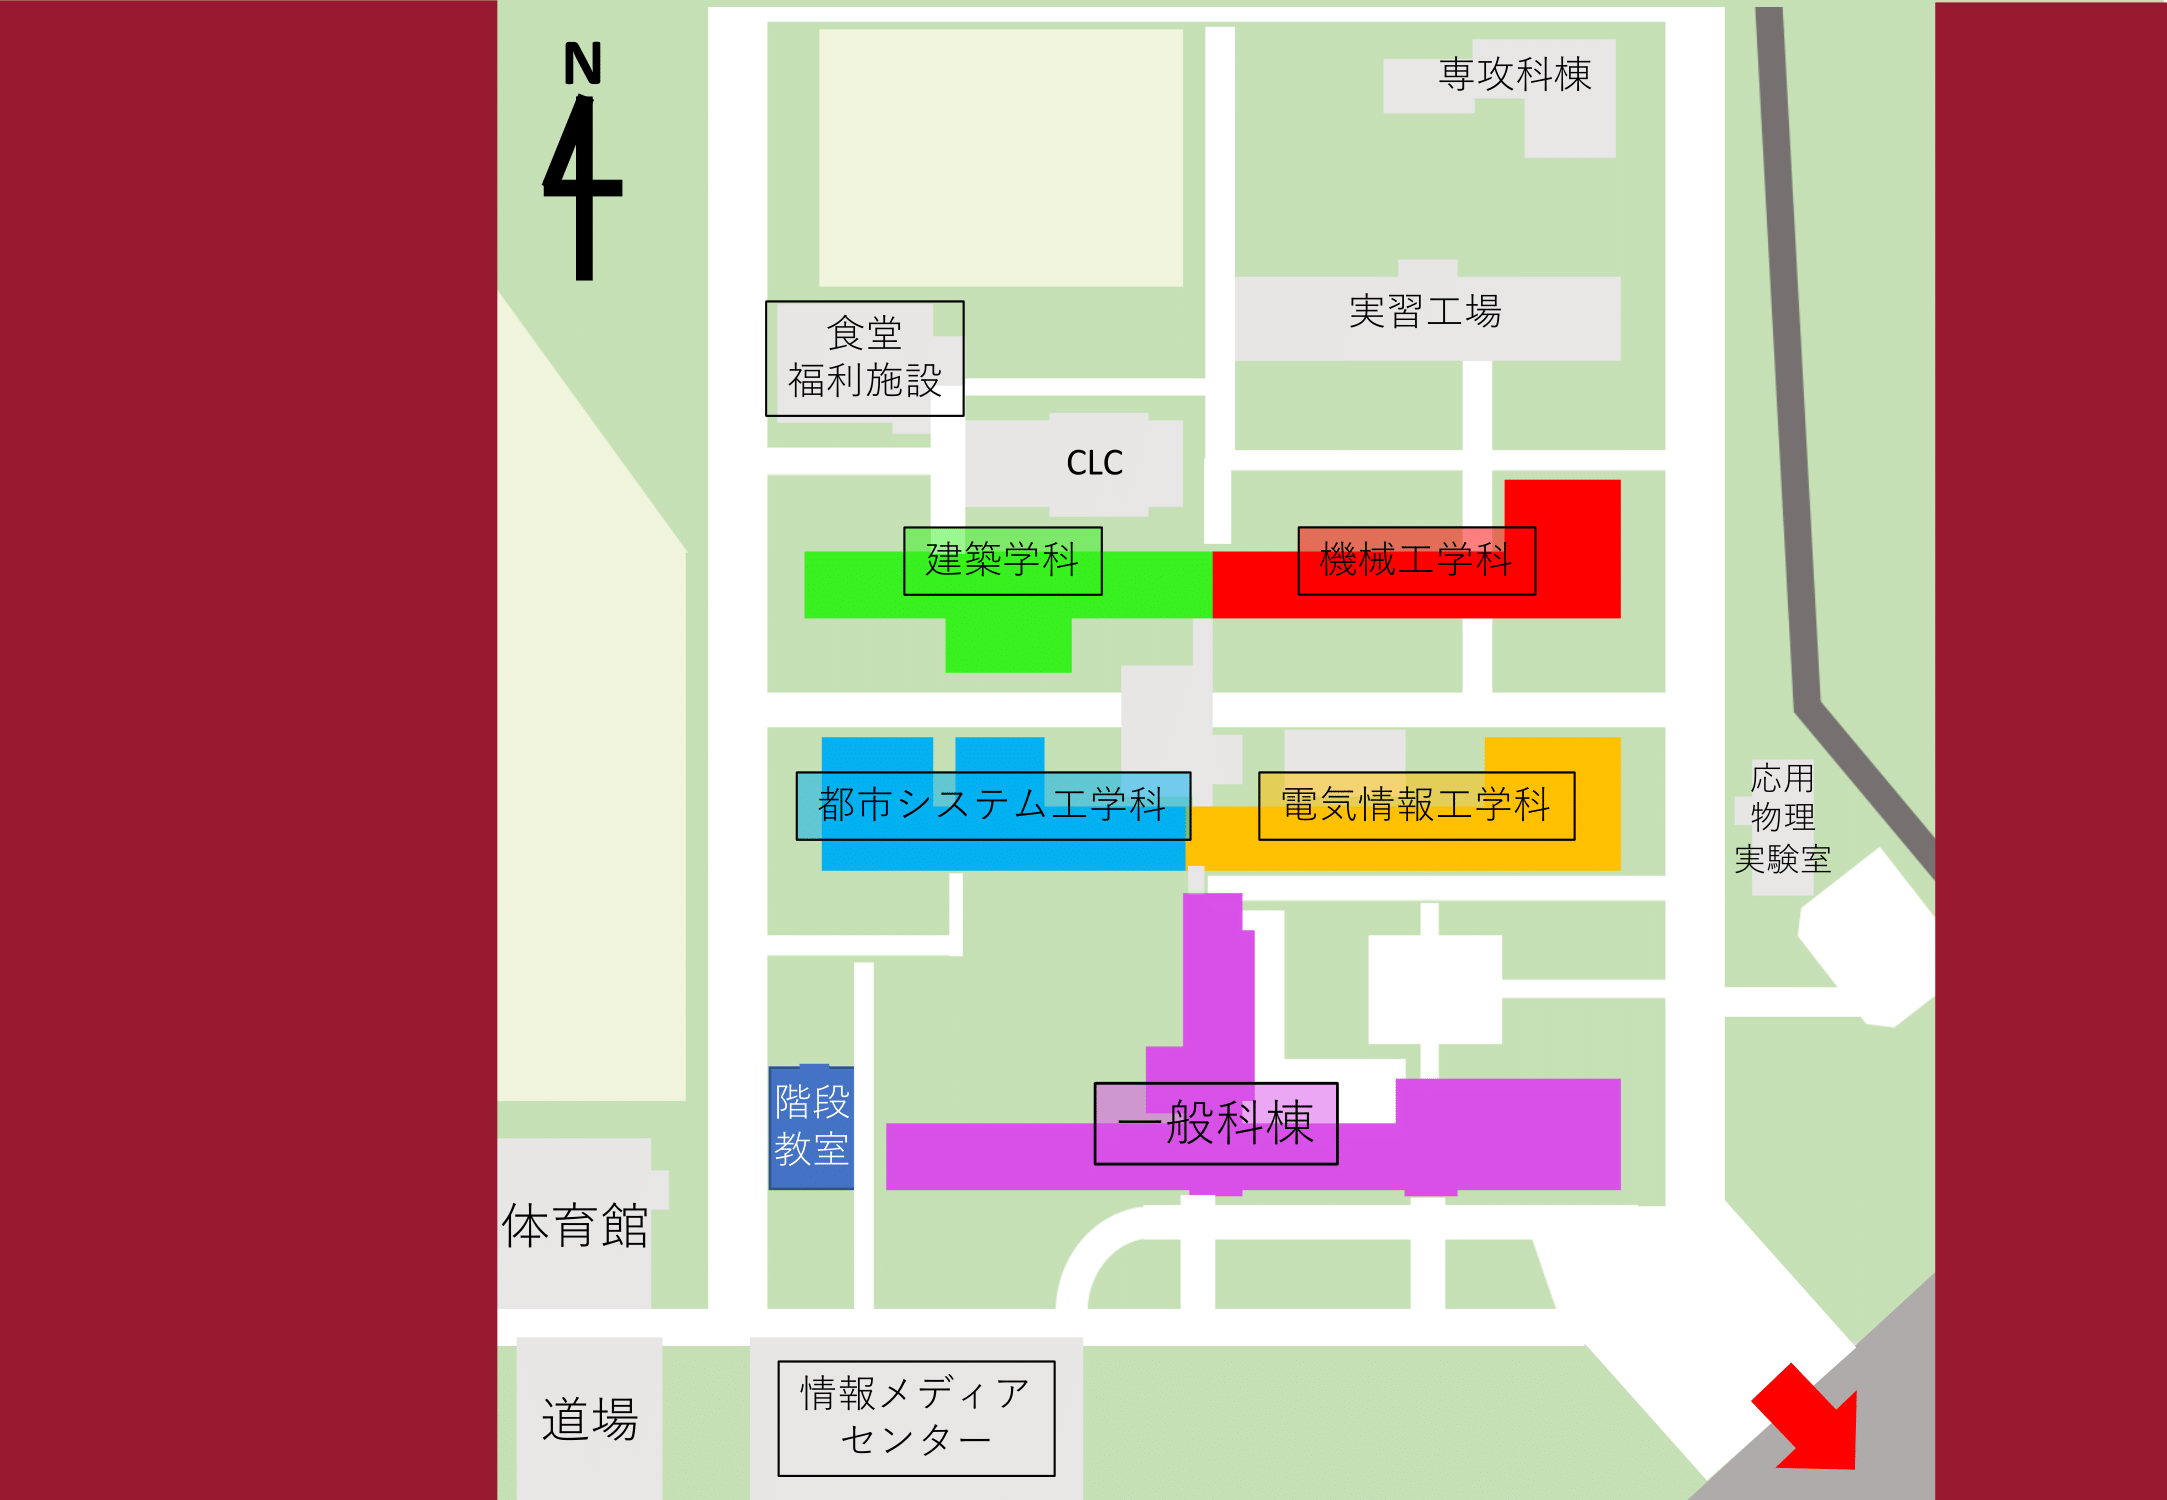 N
専攻科棟
実習工場
食堂
福利施設
CLC
建築学科
機械工学科
都市システム工学科
電気情報工学科
応用
物理
実験室
階段
教室
一般科棟
体育館
道場
情報メディア
センター